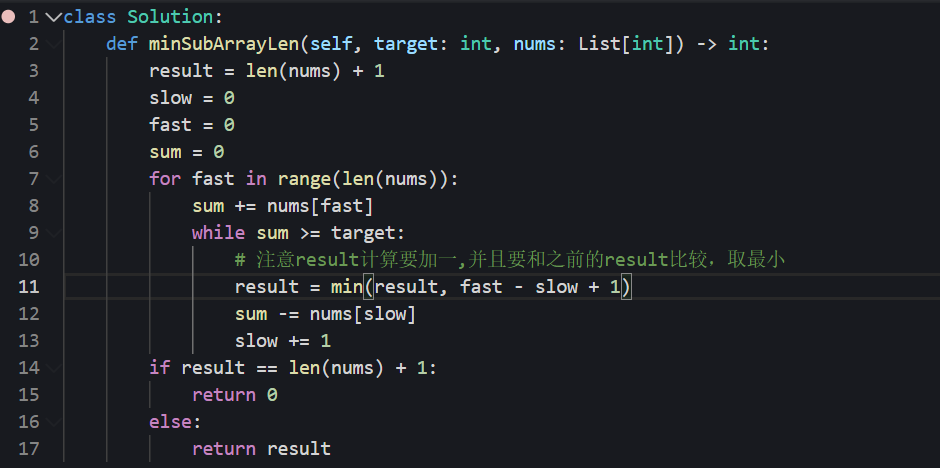 1 class Solution:
2 def minSubArrayLen(self, target: int, nums: List[int]) -> int:
3 result = len(nums) + 1
4 slow = 0
5 fast = 0
6 sum = 0
7 for fast in range(len(nums)):
8 sum += nums[fast]
9 while sum >= target:
10 # 注意result计算要加一,并且要和之前的result比较，取最小
11 result = min(result, fast - slow + 1)
12 sum -= nums[slow]
13 slow += 1
14 if result == len(nums) + 1:
15 return 0
16 else:
17 return result